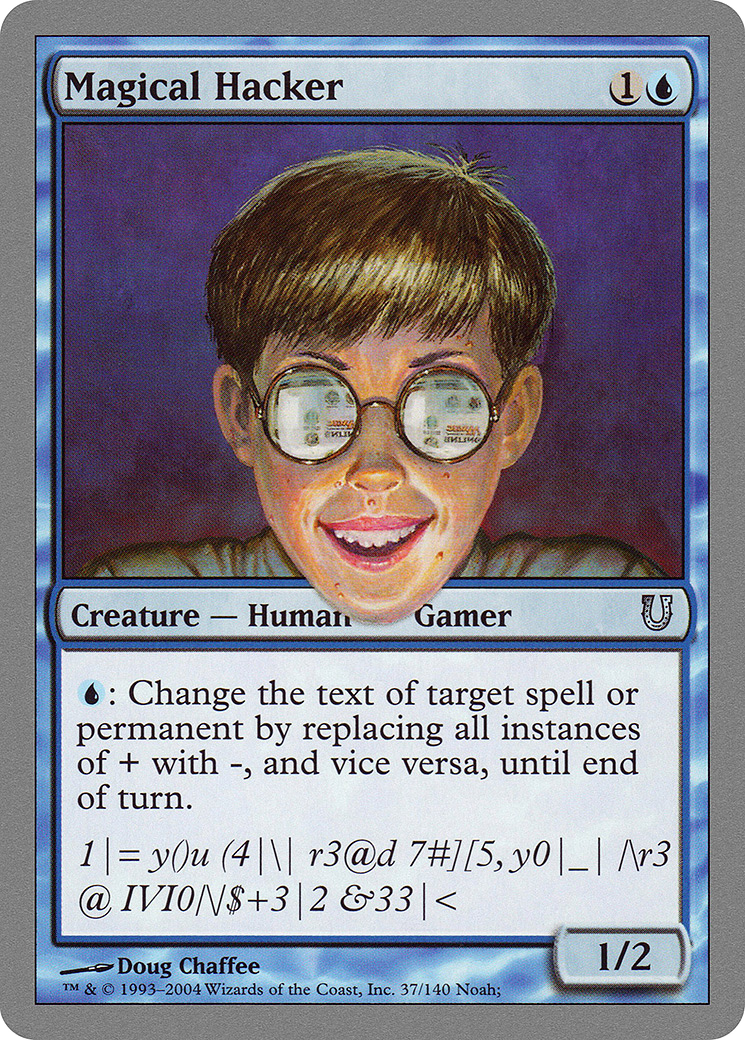 Magical Hacker 1
Creature — Human Gamer
: Change the text of target spell or
permanent by replacing all instances
of + with -, and vice versa, until end
of turn.
1|= y()u (4|\| r3@d 7#][5, y0|_| /\r3
@ IVI0/\/$+3|2 &33|<
1/2
Doug Chaffee
™ & © 1993–2004 Wizards of the Coast, Inc. 37/140 Noah;